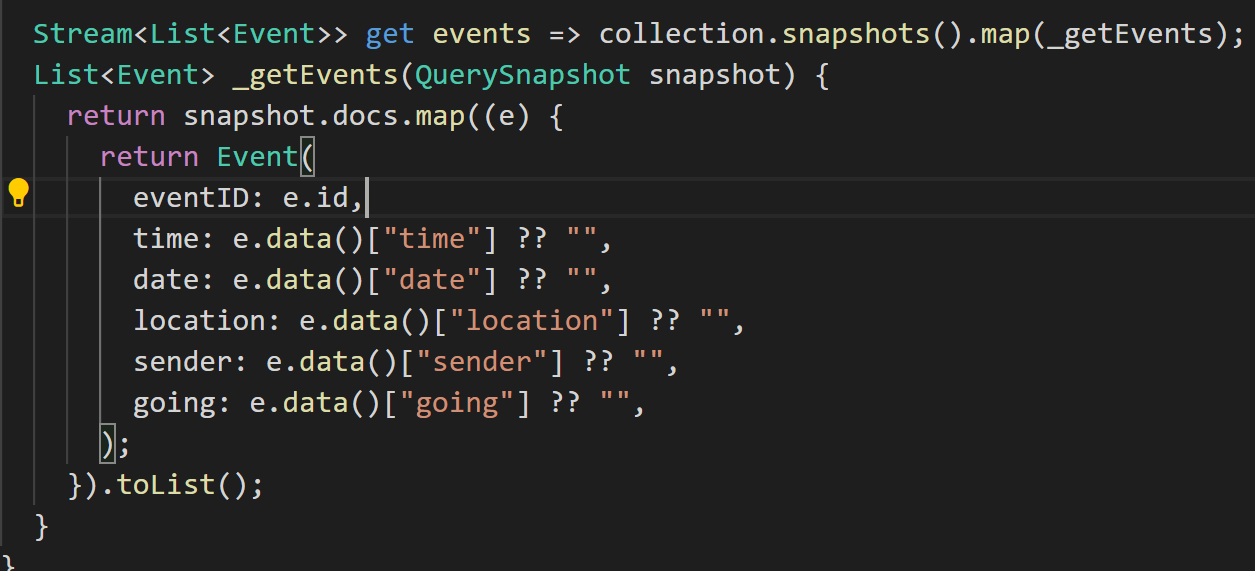 Stream<List<Event>> get events => collection.snapshots().map(_getEvents);
List<Event> _getEvents(QuerySnapshot snapshot) {
return snapshot.docs.map((e) {
return Event(
eventID: e.id,
time: e.data()["time"] ?? "",
date: e.data()["date"] ?? "",
location: e.data()["location"] ?? "",
sender: e.data()["sender"] ?? "",
going: e.data()["going"] ?? "",
);
}).toList();
}
}